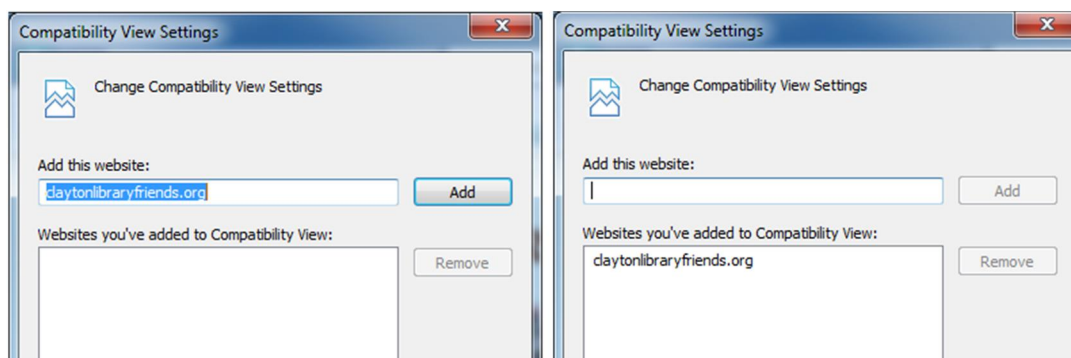 Compatibility View Settings
Change Compatibility View Settings
Add this website:
claytonlibraryfriends.org
Add
Websites you've added to Compatibility View:
Remove
Compatibility View Settings
Change Compatibility View Settings
Add this website:
Add
Websites you've added to Compatibility View:
claytonlibraryfriends.org
Remove